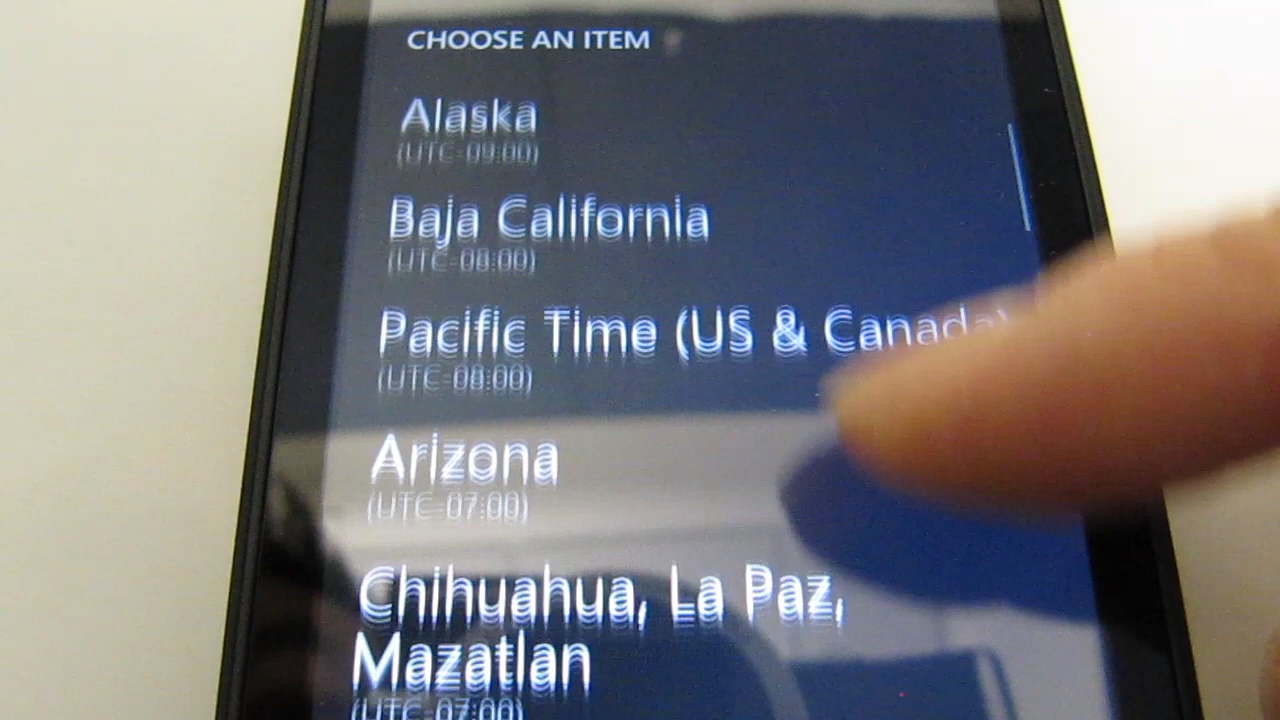 CHOOSE AN ITEM
Alaska
(UTC-09:00)
Baja California
(UTC-08:00)
Pacific Time (US & Canada)
(UTC-08:00)
Arizona
(UTC-07:00)
Chihuahua, La Paz,
Mazatlan
(UTC-07:00)